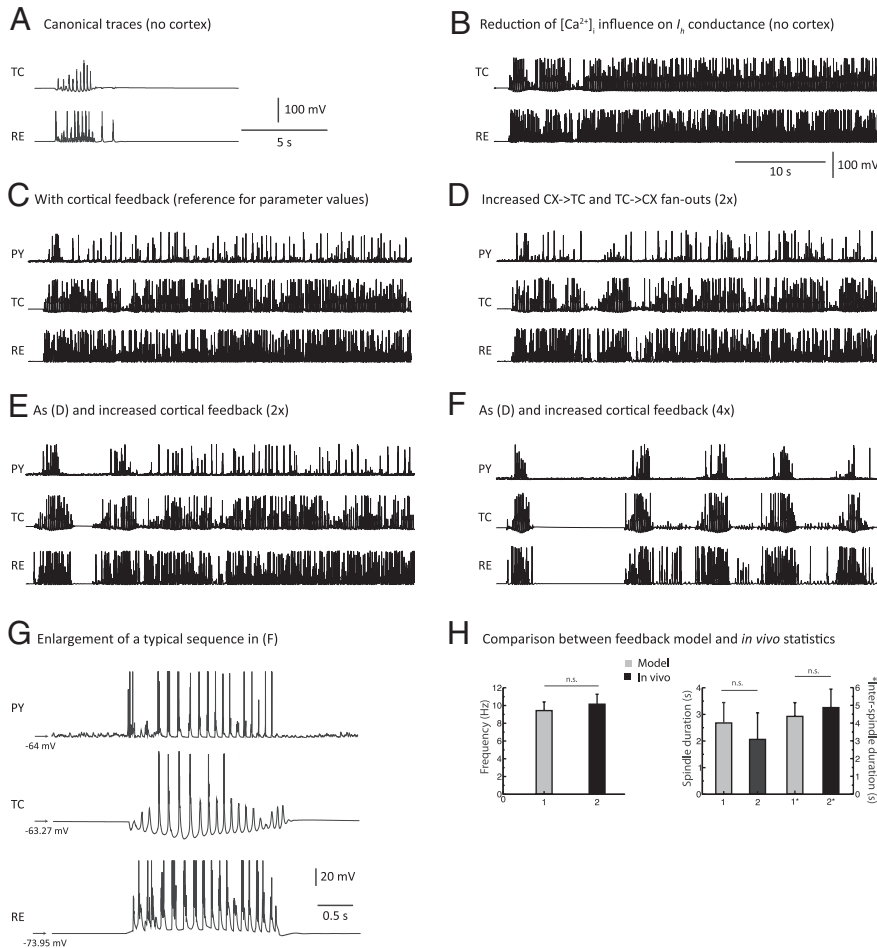 A Canonical traces (no cortex)
TC
RE
100 mV
5 s
B Reduction of [Ca²⁺]ᵢ influence on Iₕ conductance (no cortex)
TC
RE
10 s
100 mV
C With cortical feedback (reference for parameter values)
PY
TC
RE
D Increased CX->TC and TC->CX fan-outs (2x)
PY
TC
RE
E As (D) and increased cortical feedback (2x)
PY
TC
RE
F As (D) and increased cortical feedback (4x)
PY
TC
RE
G Enlargement of a typical sequence in (F)
PY
-64 mV
TC
-63.27 mV
RE
-73.95 mV
20 mV
0.5 s
H Comparison between feedback model and in vivo statistics
Model
In vivo
Frequency (Hz)
12
10
8
6
4
2
0
0
1
2
n.s.
Spindle duration (s)
4
3
2
1
0
1
2
1*
2*
n.s.
n.s.
6
5
4
3
2
1
0
*Inter-spindle duration (s)